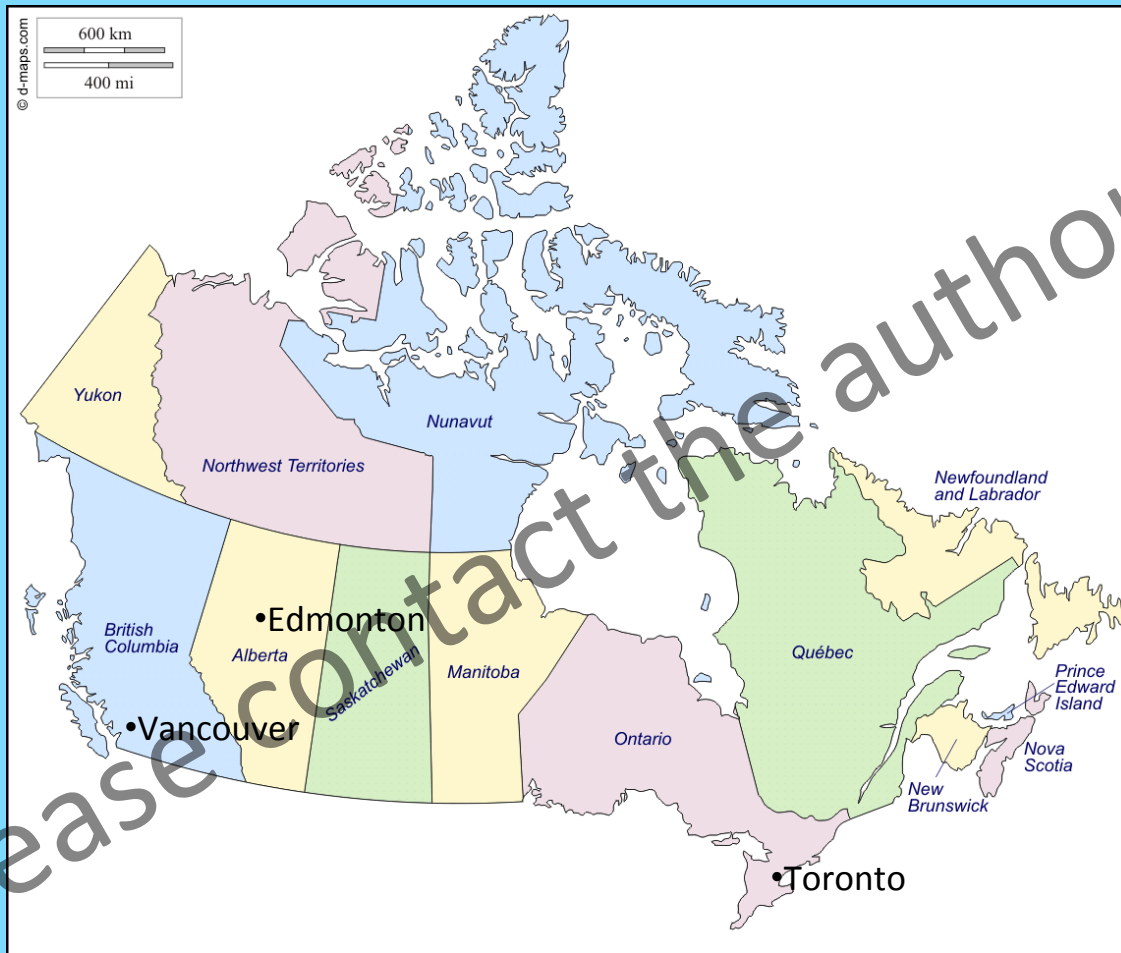 © d-maps.com
600 km
400 mi
Yukon
Northwest Territories
Nunavut
Newfoundland
and Labrador
•Edmonton
British
Columbia
Alberta
Saskatchewan
Manitoba
Québec
Prince
Edward
Island
•Vancouver
Ontario
Nova
Scotia
New
Brunswick
•Toronto
ease contact the autho